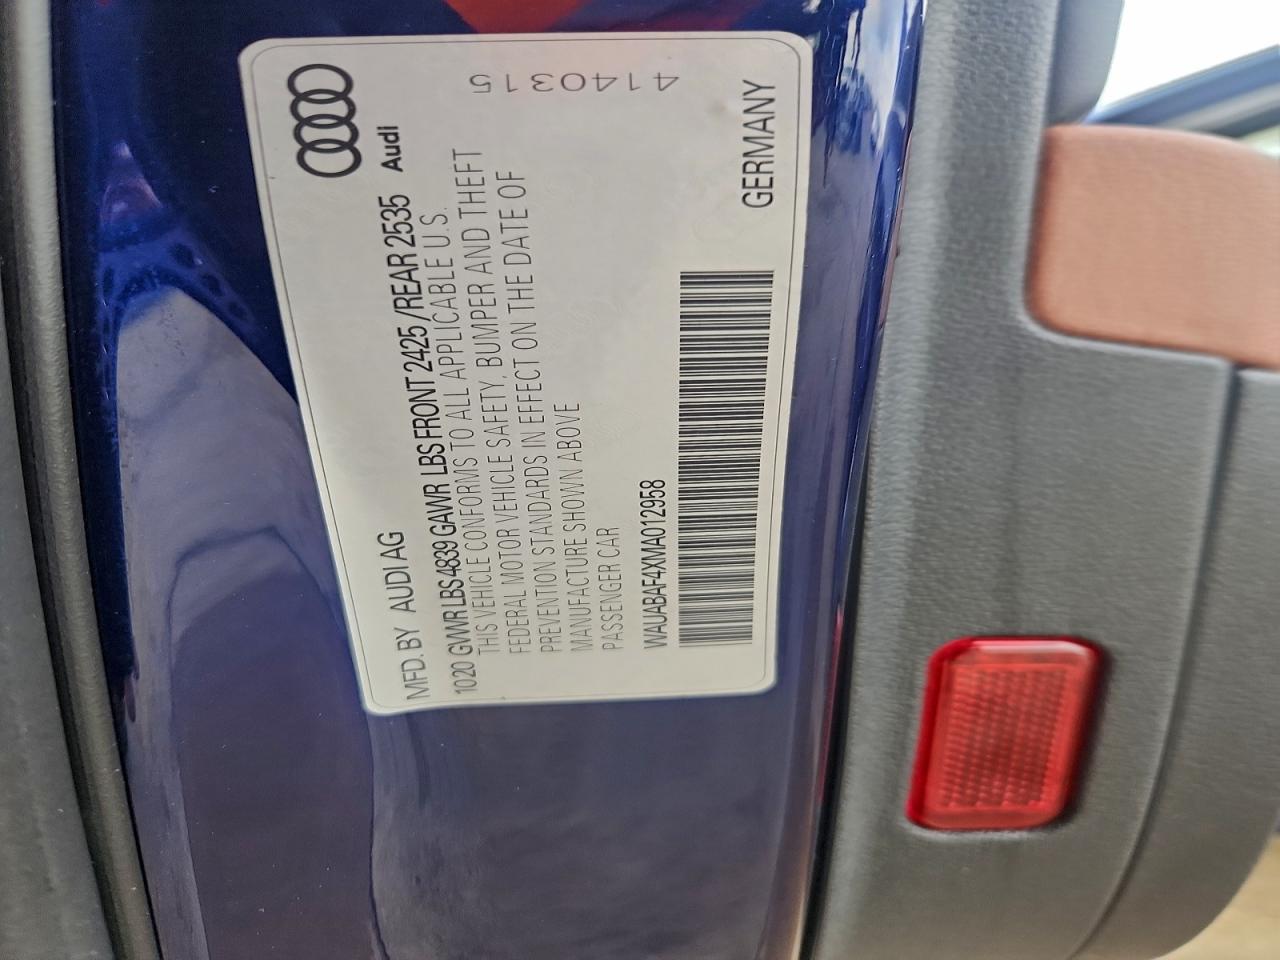 Audi
MFD. BY AUDI AG
1020 GVWR LBS 4839 GAWR LBS FRONT 2425 /REAR 2535
THIS VEHICLE CONFORMS TO ALL APPLICABLE U.S.
FEDERAL MOTOR VEHICLE SAFETY, BUMPER AND THEFT
PREVENTION STANDARDS IN EFFECT ON THE DATE OF
MANUFACTURE SHOWN ABOVE
PASSENGER CAR
4140315
WAUABAF4XMA012958
GERMANY